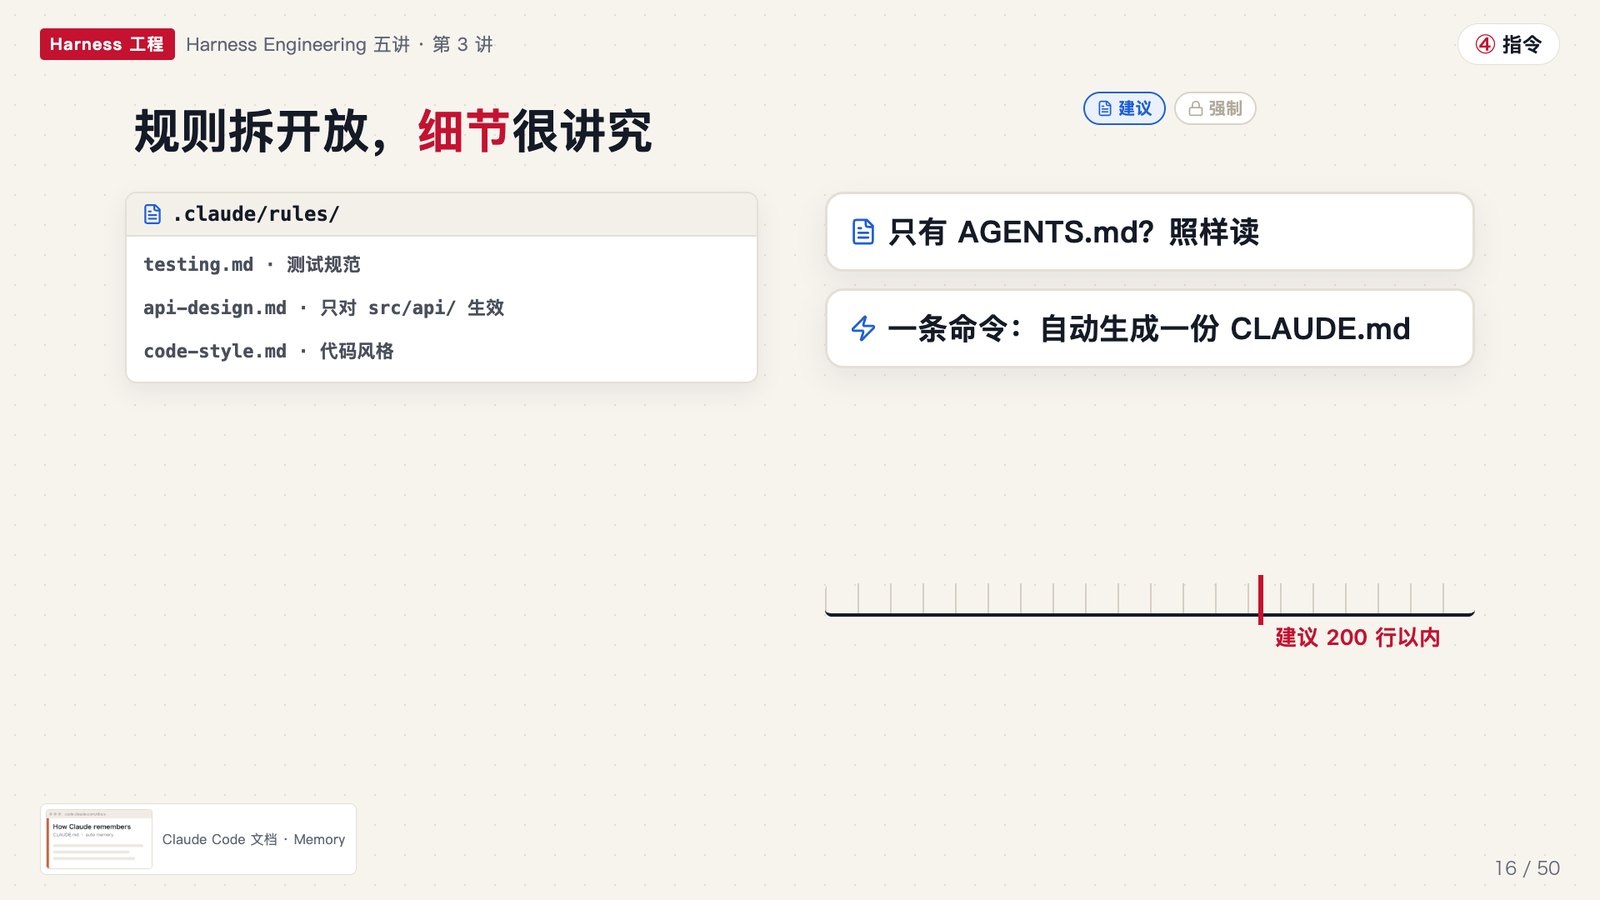 Harness 工程
Harness Engineering 五讲 · 第 3 讲
④ 指令
规则拆开放，细节很讲究
建议
强制
.claude/rules/
testing.md · 测试规范
api-design.md · 只对 src/api/ 生效
code-style.md · 代码风格
只有 AGENTS.md？照样读
一条命令：自动生成一份 CLAUDE.md
建议 200 行以内
How Claude remembers
Claude Code 文档 · Memory
16 / 50